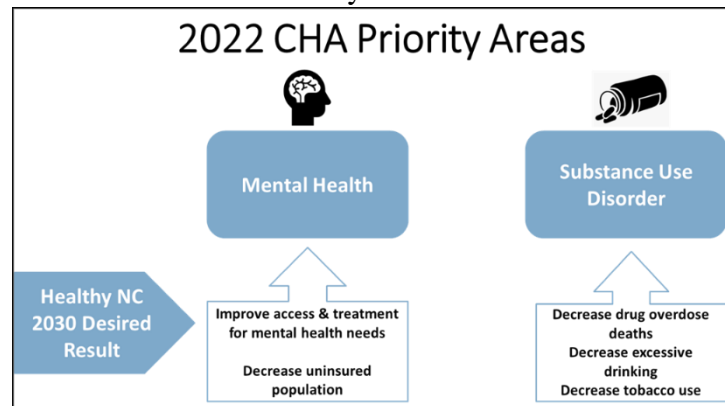 2022 CHA Priority Areas
Mental Health
Substance Use
Disorder
Healthy NC
2030 Desired
Result
Improve access & treatment
for mental health needs
Decrease uninsured
population
Decrease drug overdose
deaths
Decrease excessive
drinking
Decrease tobacco use